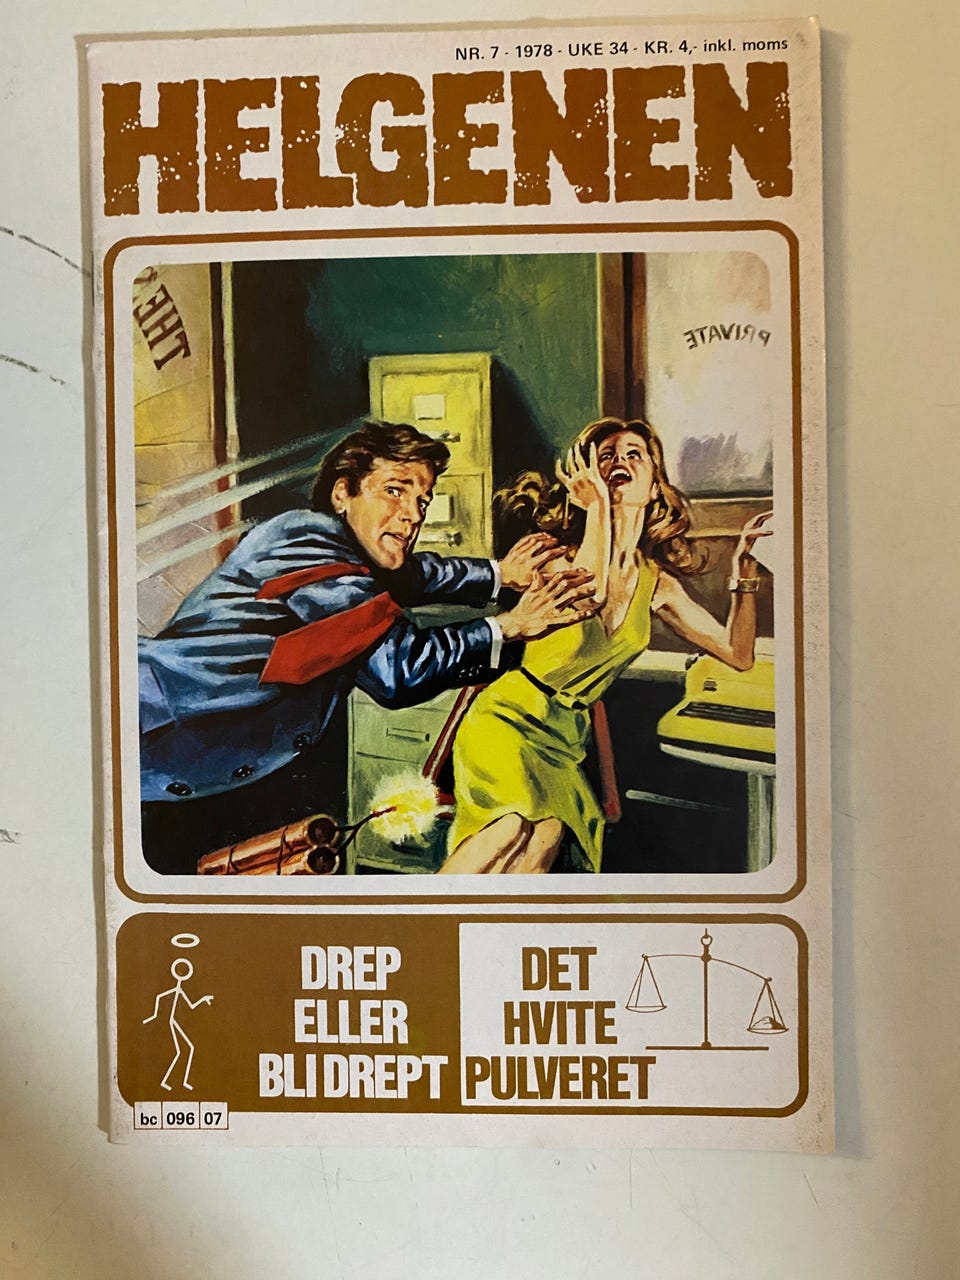 NR. 7 - 1978 - UKE 34 - KR. 4,- inkl. moms
HELGENEN
THE
PRIVATE
DREP
ELLER
BLI DREPT
DET
HVITE
PULVERET
bc 096 07